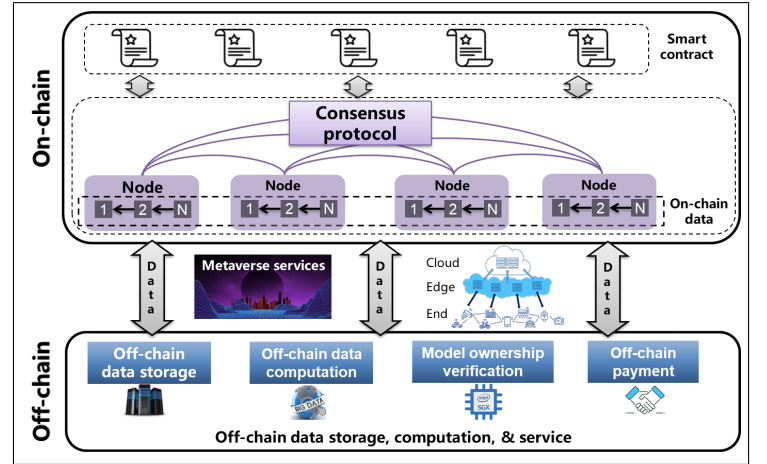 On-chain
Smart
contract
Consensus
protocol
Node
Node
Node
Node
1 2 N
1 2 N
1 2 N
1 2 N
On-chain
data
Data
Metaverse services
Data
Cloud
Edge
End
Data
Off-chain
Off-chain
data storage
Off-chain data
computation
Model ownership
verification
Off-chain
payment
BIG DATA
intel
SGX
Off-chain data storage, computation, & service